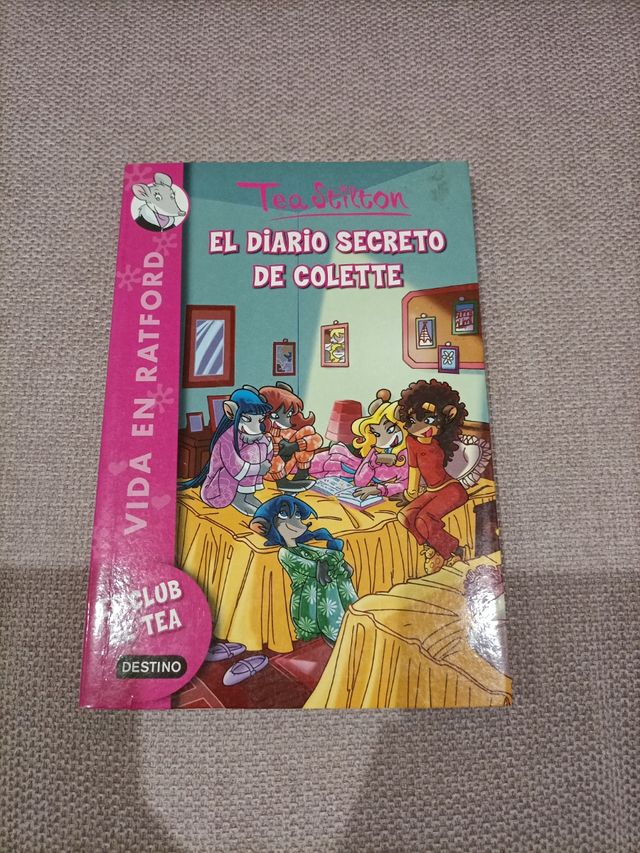 Tea Stilton
EL DIARIO SECRETO
DE COLETTE
VIDA EN RATFORD
CLUB
TEA
DESTINO